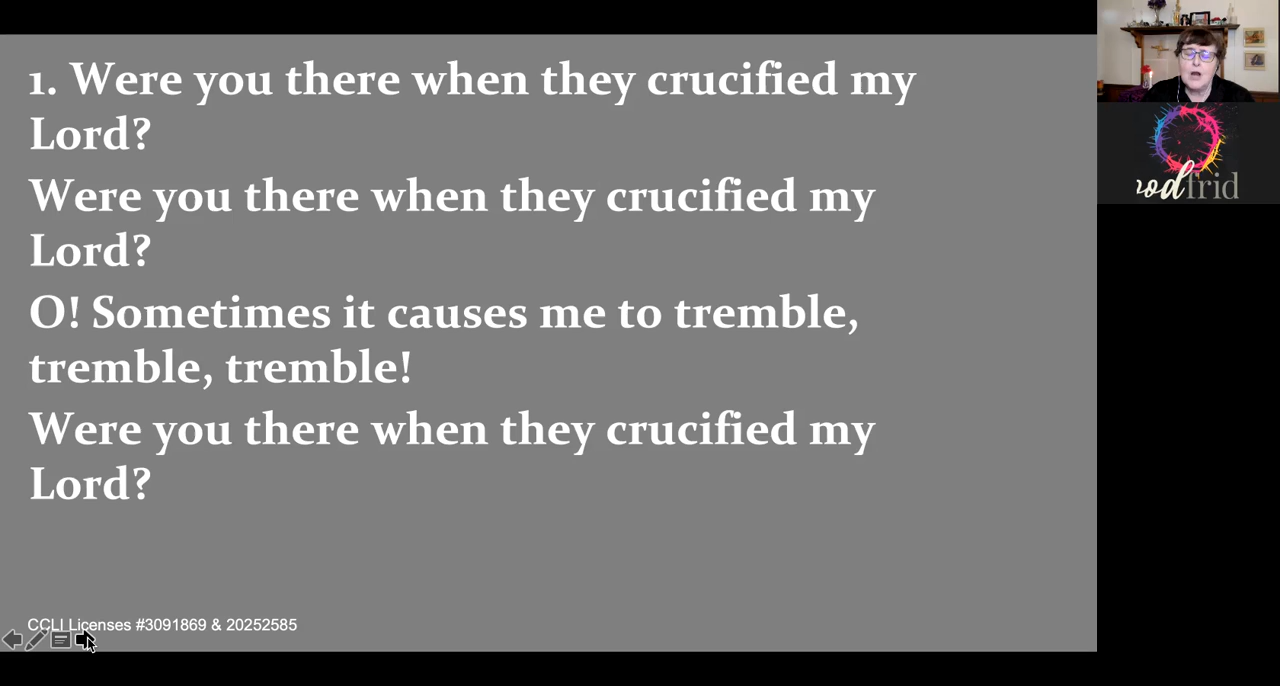 1. Were you there when they crucified my
Lord?
Were you there when they crucified my
Lord?
O! Sometimes it causes me to tremble,
tremble, tremble!
Were you there when they crucified my
Lord?
CCLI Licenses #3091869 & 20252585